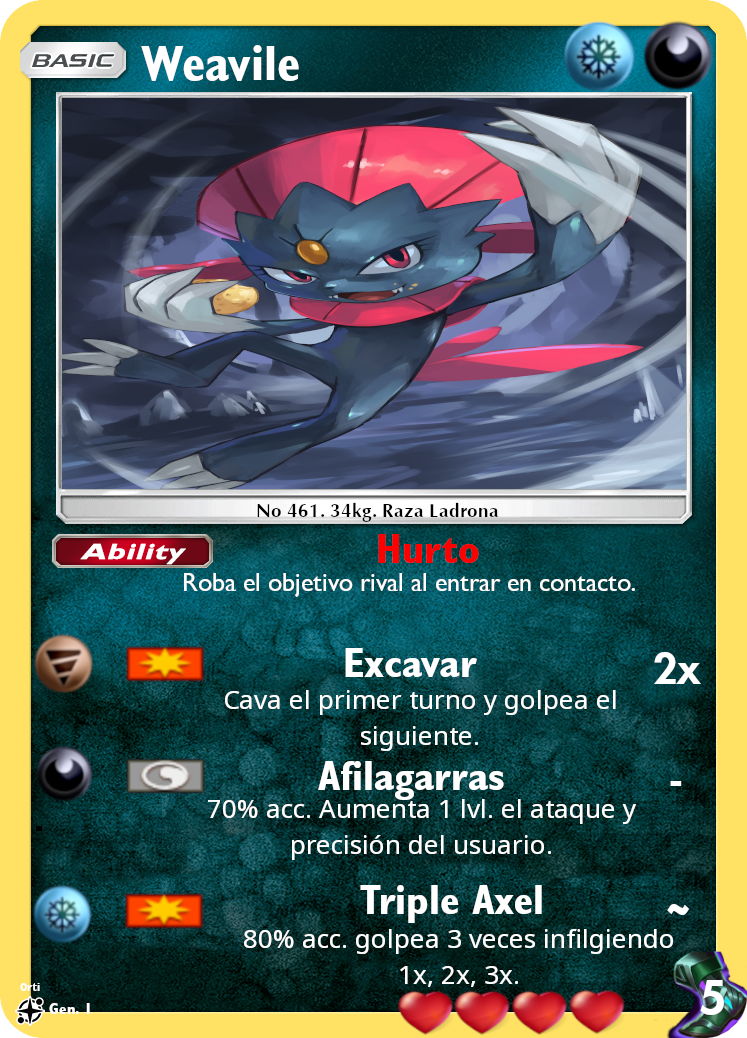 BASIC
Weavile
No 461. 34kg. Raza Ladrona
Ability
Hurto
Roba el objetivo rival al entrar en contacto.
Excavar
2x
Cava el primer turno y golpea el
siguiente.
Afilagarras
-
70% acc. Aumenta 1 lvl. el ataque y
precisión del usuario.
Triple Axel
~
80% acc. golpea 3 veces infilgiendo
1x, 2x, 3x.
Orti
Gen. I
5